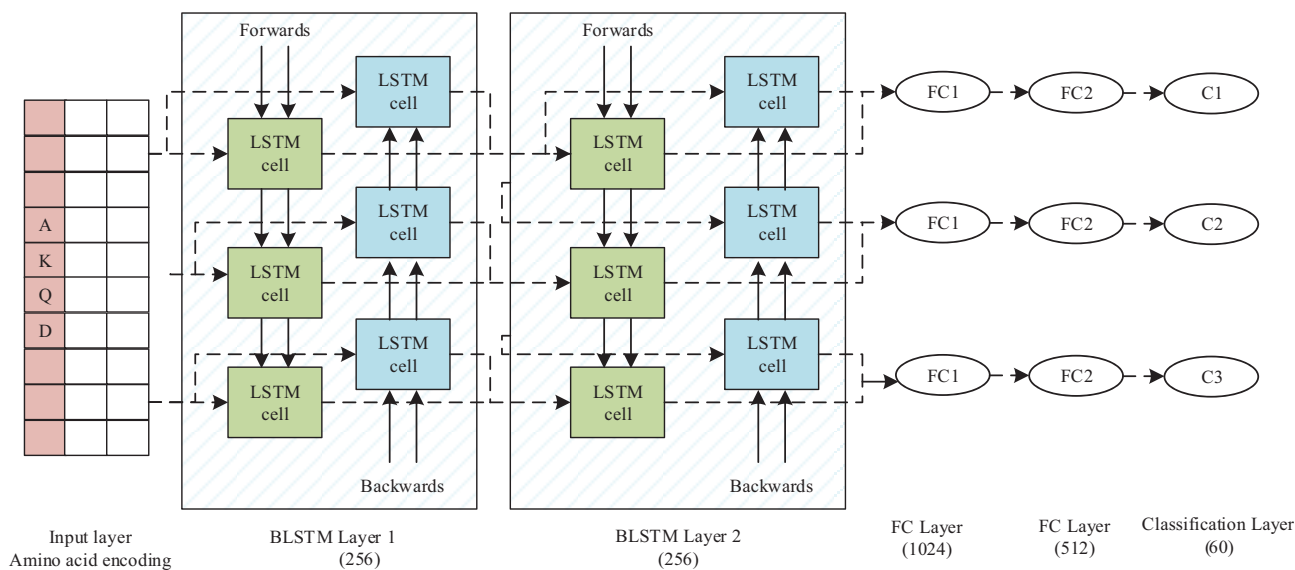 Forwards
Forwards
LSTM
cell
LSTM
cell
FC1
FC2
C1
LSTM
cell
LSTM
cell
A
K
Q
D
LSTM
cell
LSTM
cell
FC1
FC2
C2
LSTM
cell
LSTM
cell
LSTM
cell
LSTM
cell
FC1
FC2
C3
LSTM
cell
LSTM
cell
Backwards
Backwards
Input layer
Amino acid encoding
BLSTM Layer 1
(256)
BLSTM Layer 2
(256)
FC Layer
(1024)
FC Layer
(512)
Classification Layer
(60)